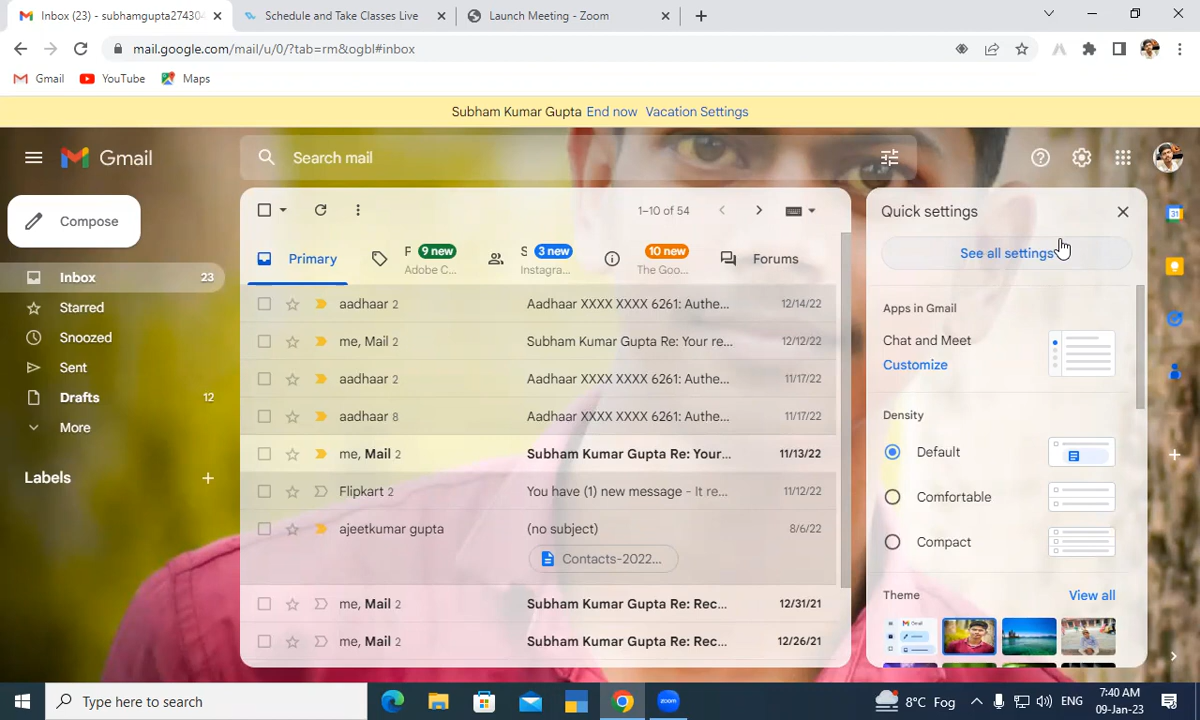 Inbox (23) - subhamgupta274304
Schedule and Take Classes Live
Launch Meeting - Zoom
mail.google.com/mail/u/0/?tab=rm&ogbl#inbox
Gmail
YouTube
Maps
Subham Kumar Gupta End now Vacation Settings
Gmail
Search mail
Compose
Inbox 23
Starred
Snoozed
Sent
Drafts 12
More
Labels
1–10 of 54
Primary
P 9 new
Adobe C...
S 3 new
Instagra...
10 new
The Goo...
Forums
aadhaar 2 Aadhaar XXXX XXXX 6261: Authe... 12/14/22
me, Mail 2 Subham Kumar Gupta Re: Your re... 12/12/22
aadhaar 2 Aadhaar XXXX XXXX 6261: Authe... 11/17/22
aadhaar 8 Aadhaar XXXX XXXX 6261: Authe... 11/17/22
me, Mail 2 Subham Kumar Gupta Re: Your... 11/13/22
Flipkart 2 You have (1) new message - It re... 11/12/22
ajeetkumar gupta (no subject) 8/6/22
Contacts-2022...
me, Mail 2 Subham Kumar Gupta Re: Rec... 12/31/21
me, Mail 2 Subham Kumar Gupta Re: Rec... 12/26/21
Quick settings
See all settings
Apps in Gmail
Chat and Meet
Customize
Density
Default
Comfortable
Compact
Theme View all
Gmail
31
Type here to search
zoom
8°C Fog
ENG
7:40 AM
09-Jan-23